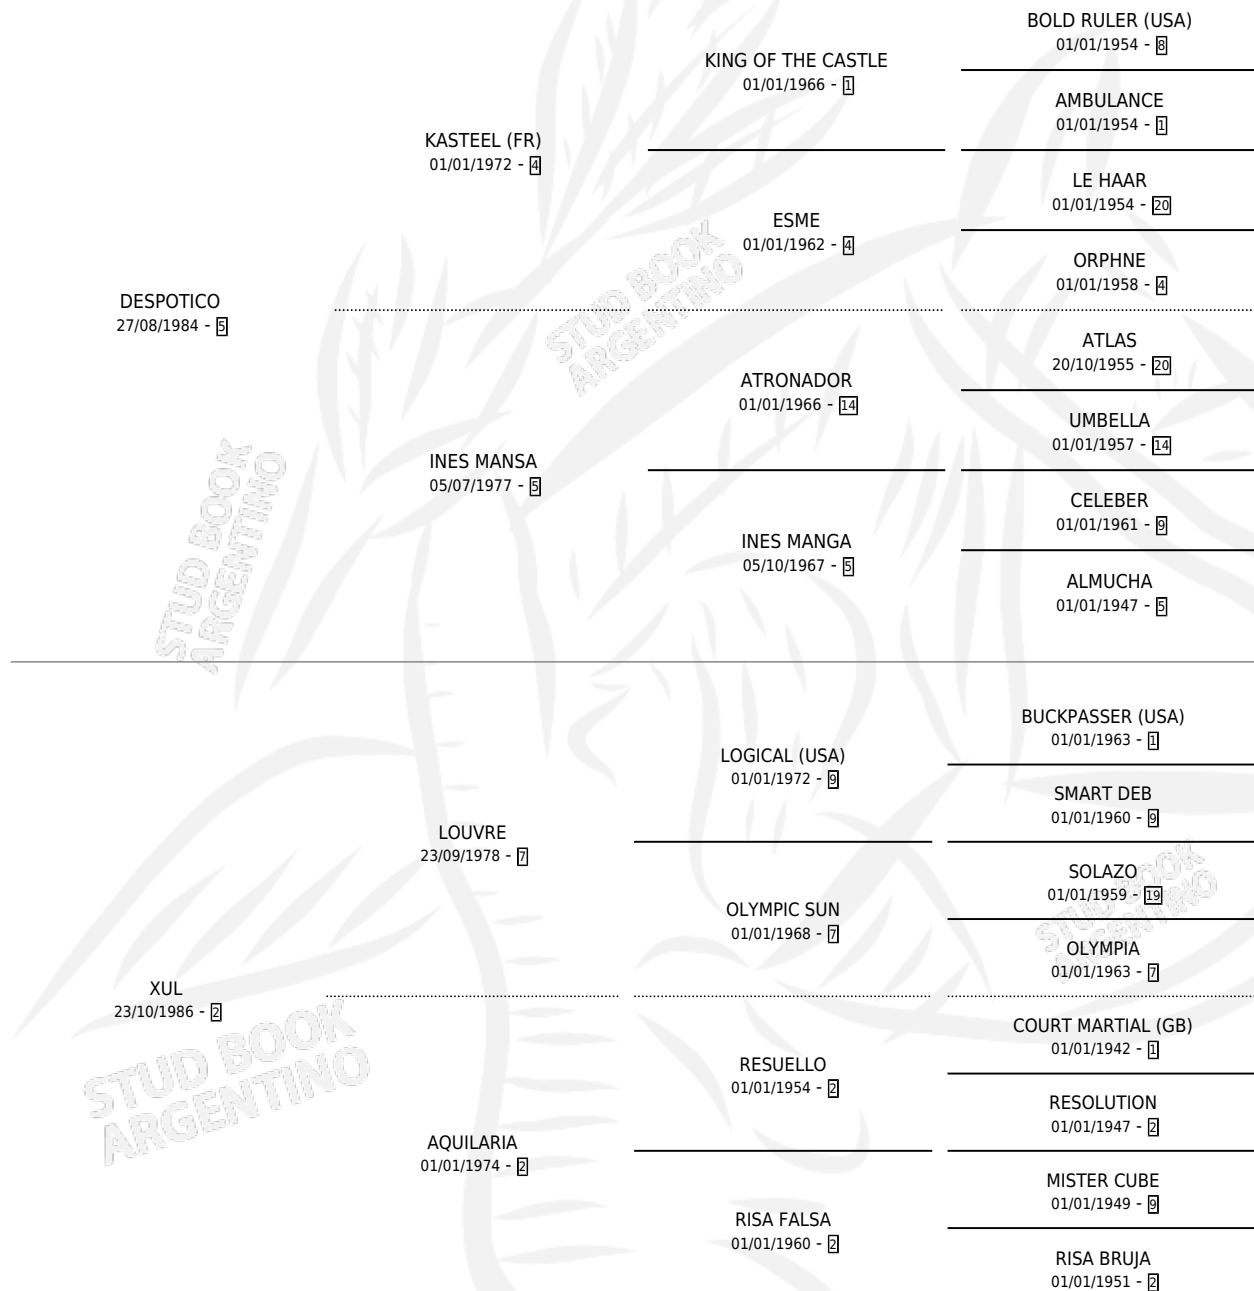 BOLD RULER (USA)
01/01/1954 - 8
KING OF THE CASTLE
01/01/1966 - 1
AMBULANCE
01/01/1954 - 1
KASTEEL (FR)
01/01/1972 - 4
LE HAAR
01/01/1954 - 20
ESME
01/01/1962 - 4
ORPHNE
01/01/1958 - 4
DESPOTICO
27/08/1984 - 5
ATLAS
20/10/1955 - 20
ATRONADOR
01/01/1966 - 14
UMBELLA
01/01/1957 - 14
INES MANSA
05/07/1977 - 5
CELEBER
01/01/1961 - 9
INES MANGA
05/10/1967 - 5
ALMUCHA
01/01/1947 - 5
STUD BOOK
ARGENTINO
STUD BOOK
ARGENTINO
BUCKPASSER (USA)
01/01/1963 - 1
LOGICAL (USA)
01/01/1972 - 9
SMART DEB
01/01/1960 - 9
LOUVRE
23/09/1978 - 7
SOLAZO
01/01/1959 - 19
OLYMPIC SUN
01/01/1968 - 7
OLYMPIA
01/01/1963 - 7
XUL
23/10/1986 - 2
COURT MARTIAL (GB)
01/01/1942 - 1
RESUELLO
01/01/1954 - 2
RESOLUTION
01/01/1947 - 2
AQUILARIA
01/01/1974 - 2
MISTER CUBE
01/01/1949 - 9
RISA FALSA
01/01/1960 - 2
RISA BRUJA
01/01/1951 - 2
STUD BOOK
ARGENTINO
STUD BOOK
ARGENTINO